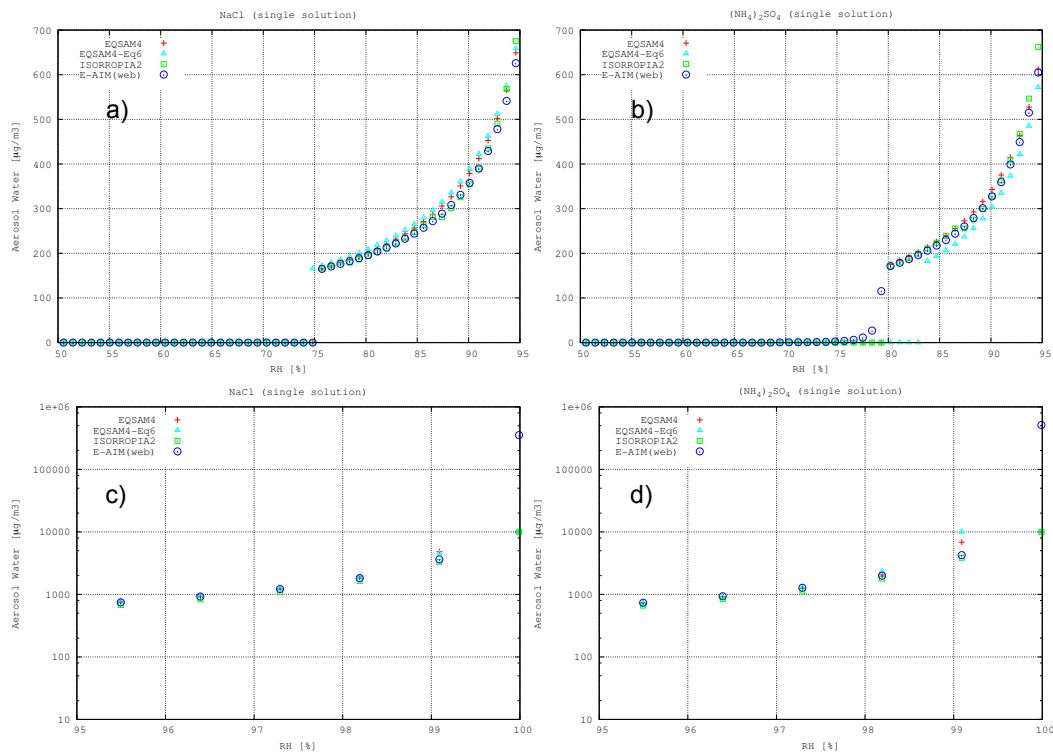 NaCl (single solution)
700
600
500
400
300
200
100
0
Aerosol Water [µg/m3]
EQSAM4
EQSAM4-Eq6
ISORROPIA2
E-AIM(web)
a)
50
55
60
65
70
75
80
85
90
95
RH [%]
(NH4)2SO4 (single solution)
700
600
500
400
300
200
100
0
Aerosol Water [µg/m3]
EQSAM4
EQSAM4-Eq6
ISORROPIA2
E-AIM(web)
b)
50
55
60
65
70
75
80
85
90
95
RH [%]
NaCl (single solution)
1e+06
100000
10000
1000
100
10
Aerosol Water [µg/m3]
EQSAM4
EQSAM4-Eq6
ISORROPIA2
E-AIM(web)
c)
95
96
97
98
99
100
RH [%]
(NH4)2SO4 (single solution)
1e+06
100000
10000
1000
100
10
Aerosol Water [µg/m3]
EQSAM4
EQSAM4-Eq6
ISORROPIA2
E-AIM(web)
d)
95
96
97
98
99
100
RH [%]